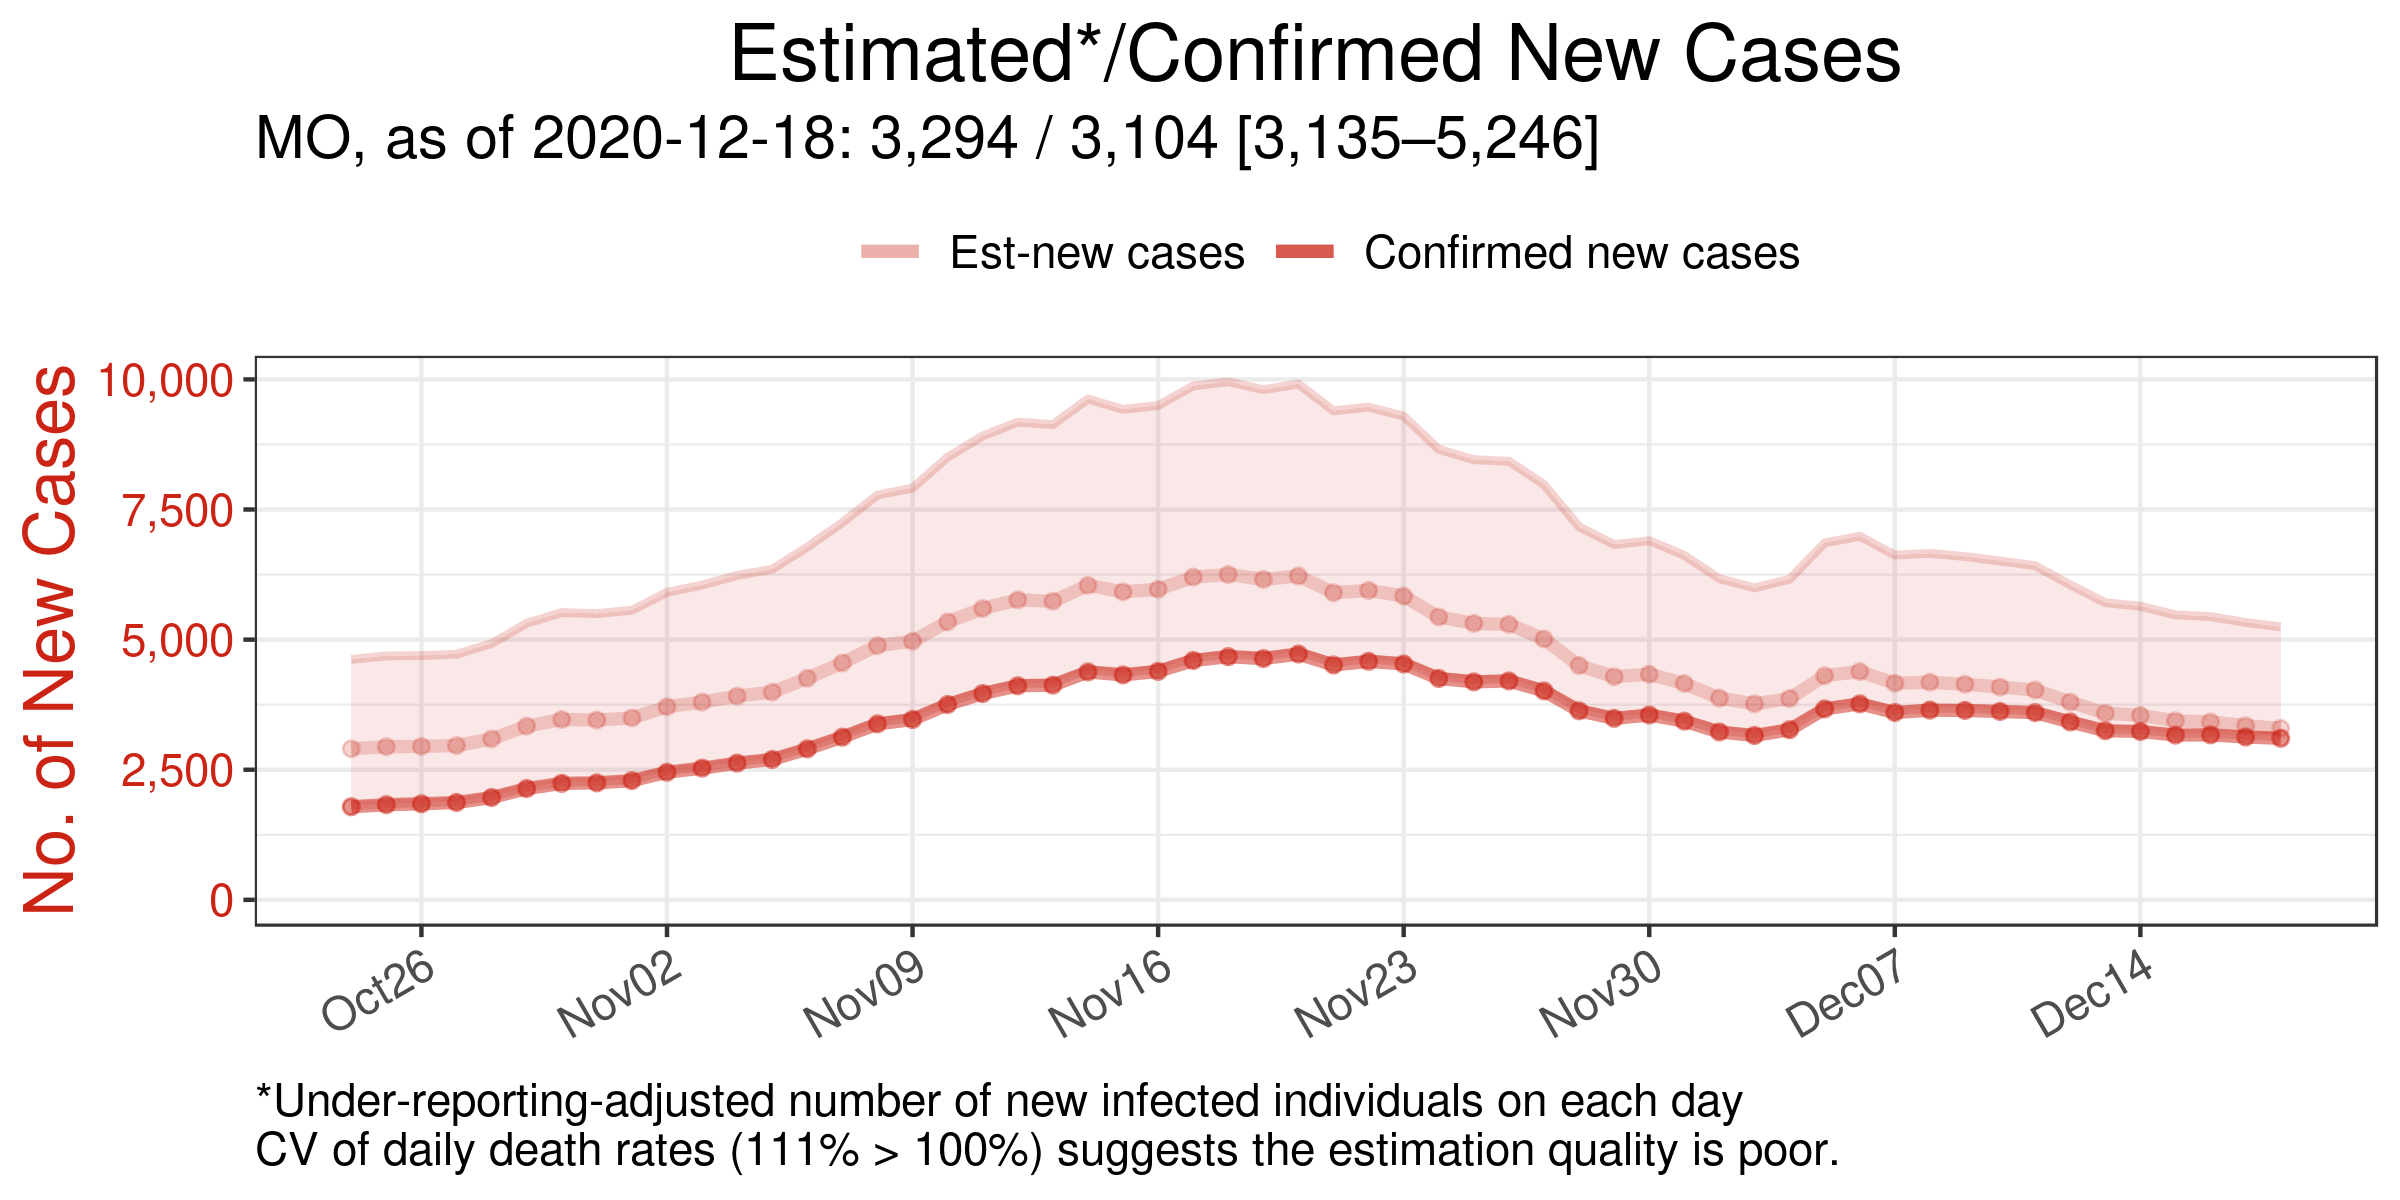 Estimated*/Confirmed New Cases
MO, as of 2020-12-18: 3,294 / 3,104 [3,135–5,246]
Est-new cases Confirmed new cases
No. of New Cases
10,000
7,500
5,000
2,500
0
Oct26 Nov02 Nov09 Nov16 Nov23 Nov30 Dec07 Dec14
*Under-reporting-adjusted number of new infected individuals on each day
CV of daily death rates (111% > 100%) suggests the estimation quality is poor.